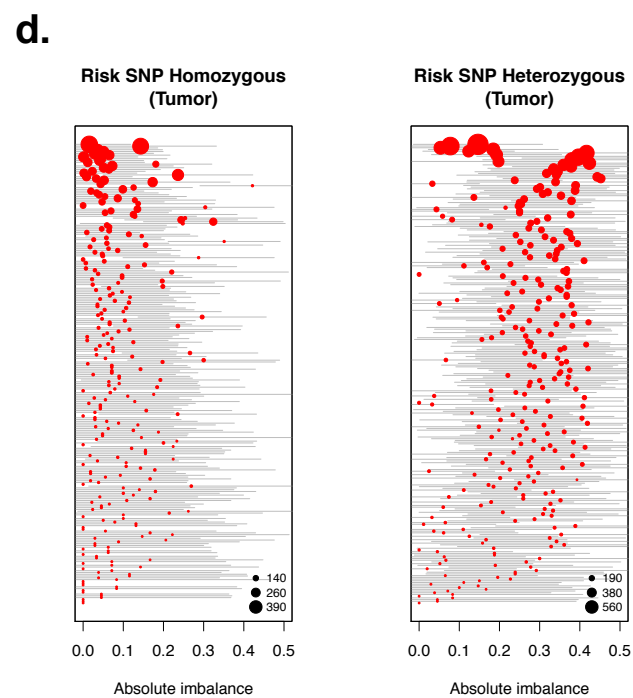 d.
Risk SNP Homozygous
(Tumor)
140
260
390
0.0 0.1 0.2 0.3 0.4 0.5
Absolute imbalance
Risk SNP Heterozygous
(Tumor)
190
380
560
0.0 0.1 0.2 0.3 0.4 0.5
Absolute imbalance